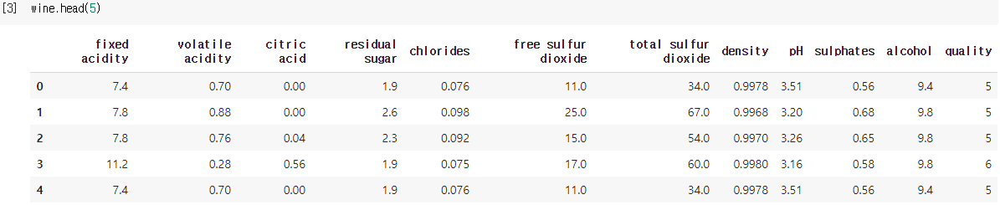 [3] wine.head(5)
fixed acidity volatile acidity citric acid residual sugar chlorides free sulfur dioxide total sulfur dioxide density pH sulphates alcohol quality
0 7.4 0.70 0.00 1.9 0.076 11.0 34.0 0.9978 3.51 0.56 9.4 5
1 7.8 0.88 0.00 2.6 0.098 25.0 67.0 0.9968 3.20 0.68 9.8 5
2 7.8 0.76 0.04 2.3 0.092 15.0 54.0 0.9970 3.26 0.65 9.8 5
3 11.2 0.28 0.56 1.9 0.075 17.0 60.0 0.9980 3.16 0.58 9.8 6
4 7.4 0.70 0.00 1.9 0.076 11.0 34.0 0.9978 3.51 0.56 9.4 5